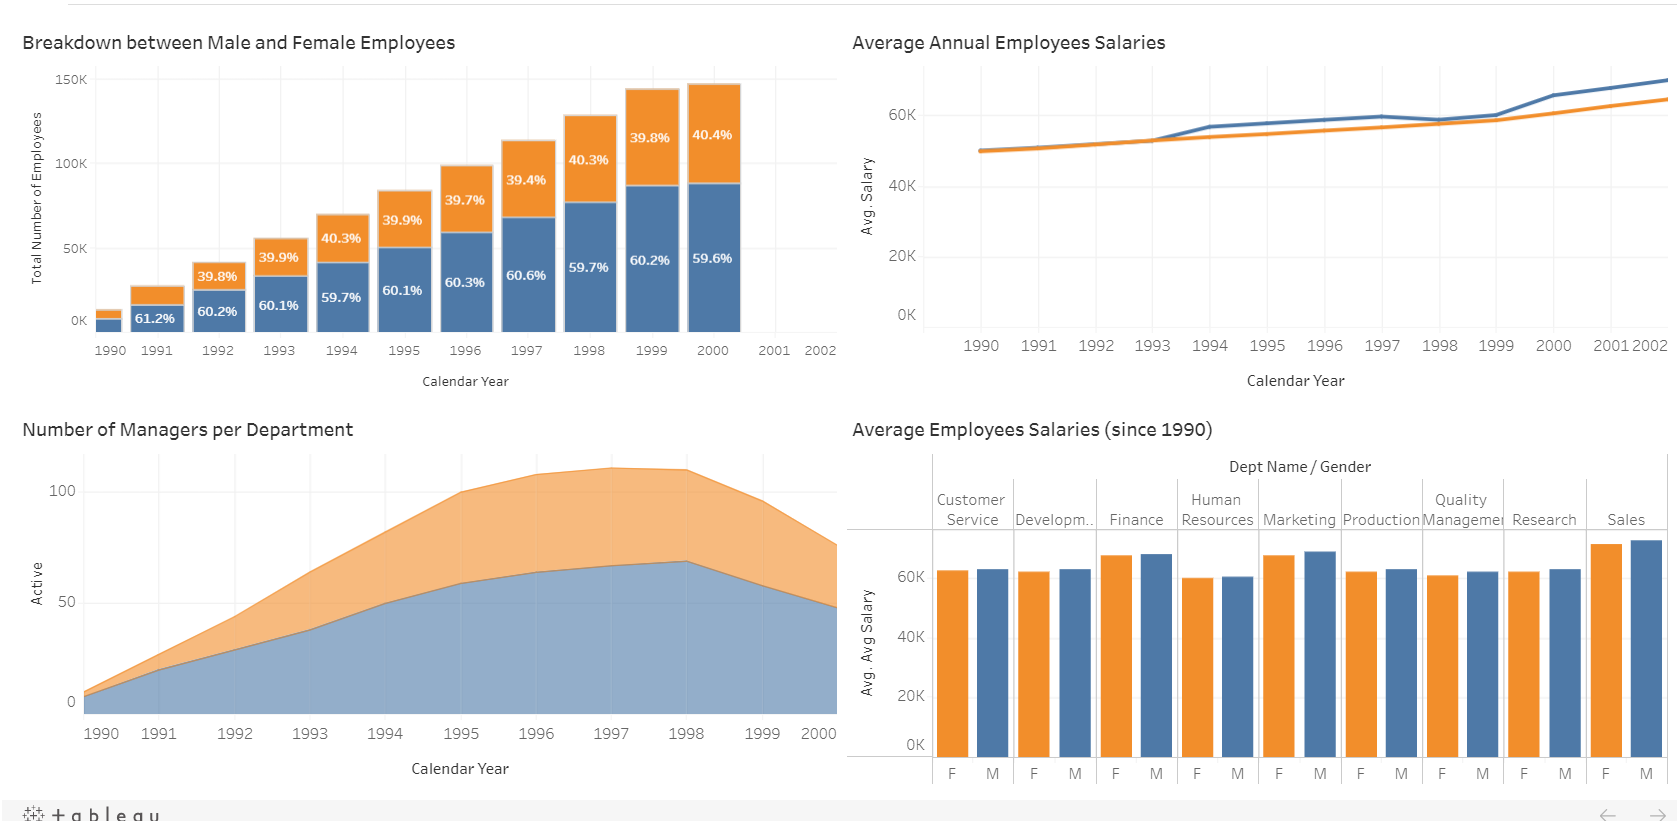 Breakdown between Male and Female Employees
Total Number of Employees
150K
100K
50K
0K
61.2%
39.8%
60.2%
39.9%
60.1%
40.3%
59.7%
39.9%
60.1%
39.7%
60.3%
39.4%
60.6%
40.3%
59.7%
39.8%
60.2%
40.4%
59.6%
1990 1991 1992 1993 1994 1995 1996 1997 1998 1999 2000 2001 2002
Calendar Year
Average Annual Employees Salaries
Avg. Salary
60K
40K
20K
0K
1990 1991 1992 1993 1994 1995 1996 1997 1998 1999 2000 2001 2002
Calendar Year
Number of Managers per Department
Active
100
50
0
1990 1991 1992 1993 1994 1995 1996 1997 1998 1999 2000
Calendar Year
Average Employees Salaries (since 1990)
Dept Name / Gender
Customer Service
Developm..
Finance
Human Resources
Marketing
Production
Quality Managemer
Research
Sales
Avg. Avg Salary
60K
40K
20K
0K
F M F M F M F M F M F M F M F M F M
+ableau